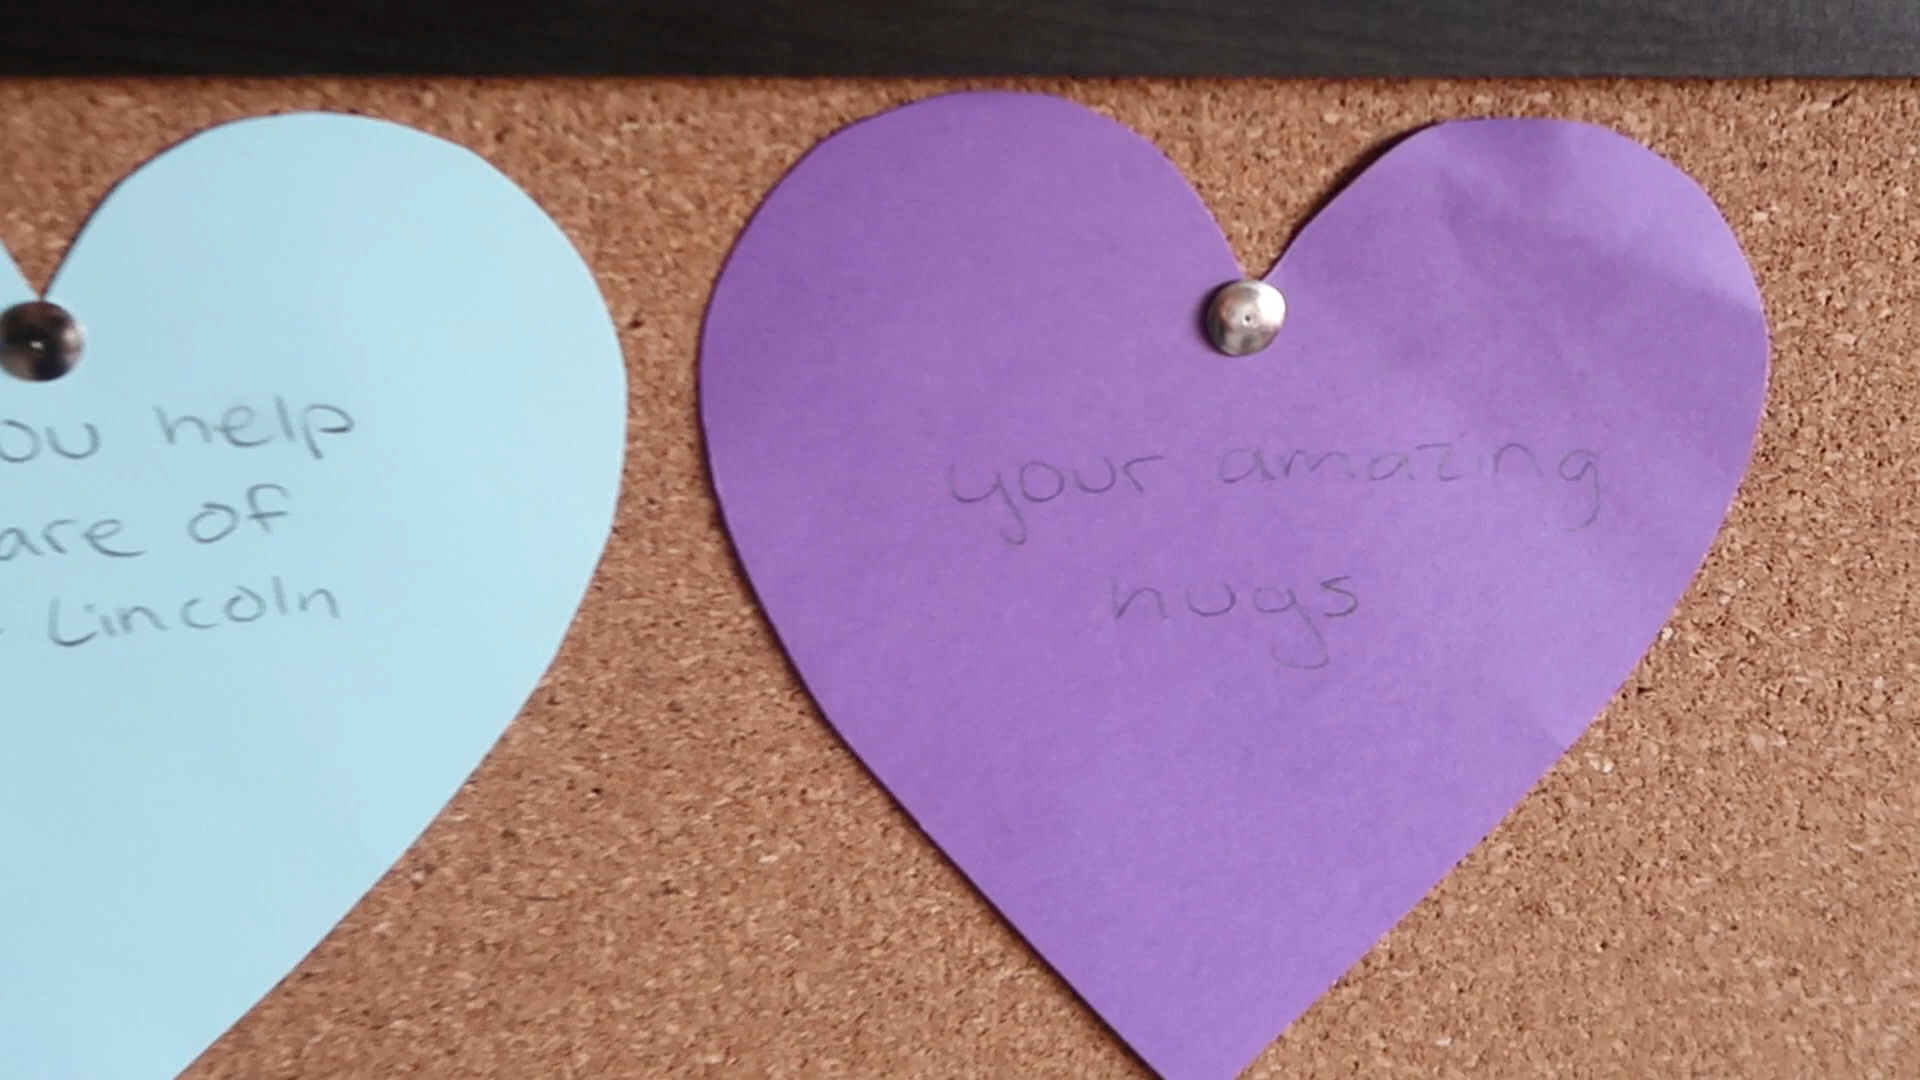 ou help
are of
Lincoln
your amazing
hugs